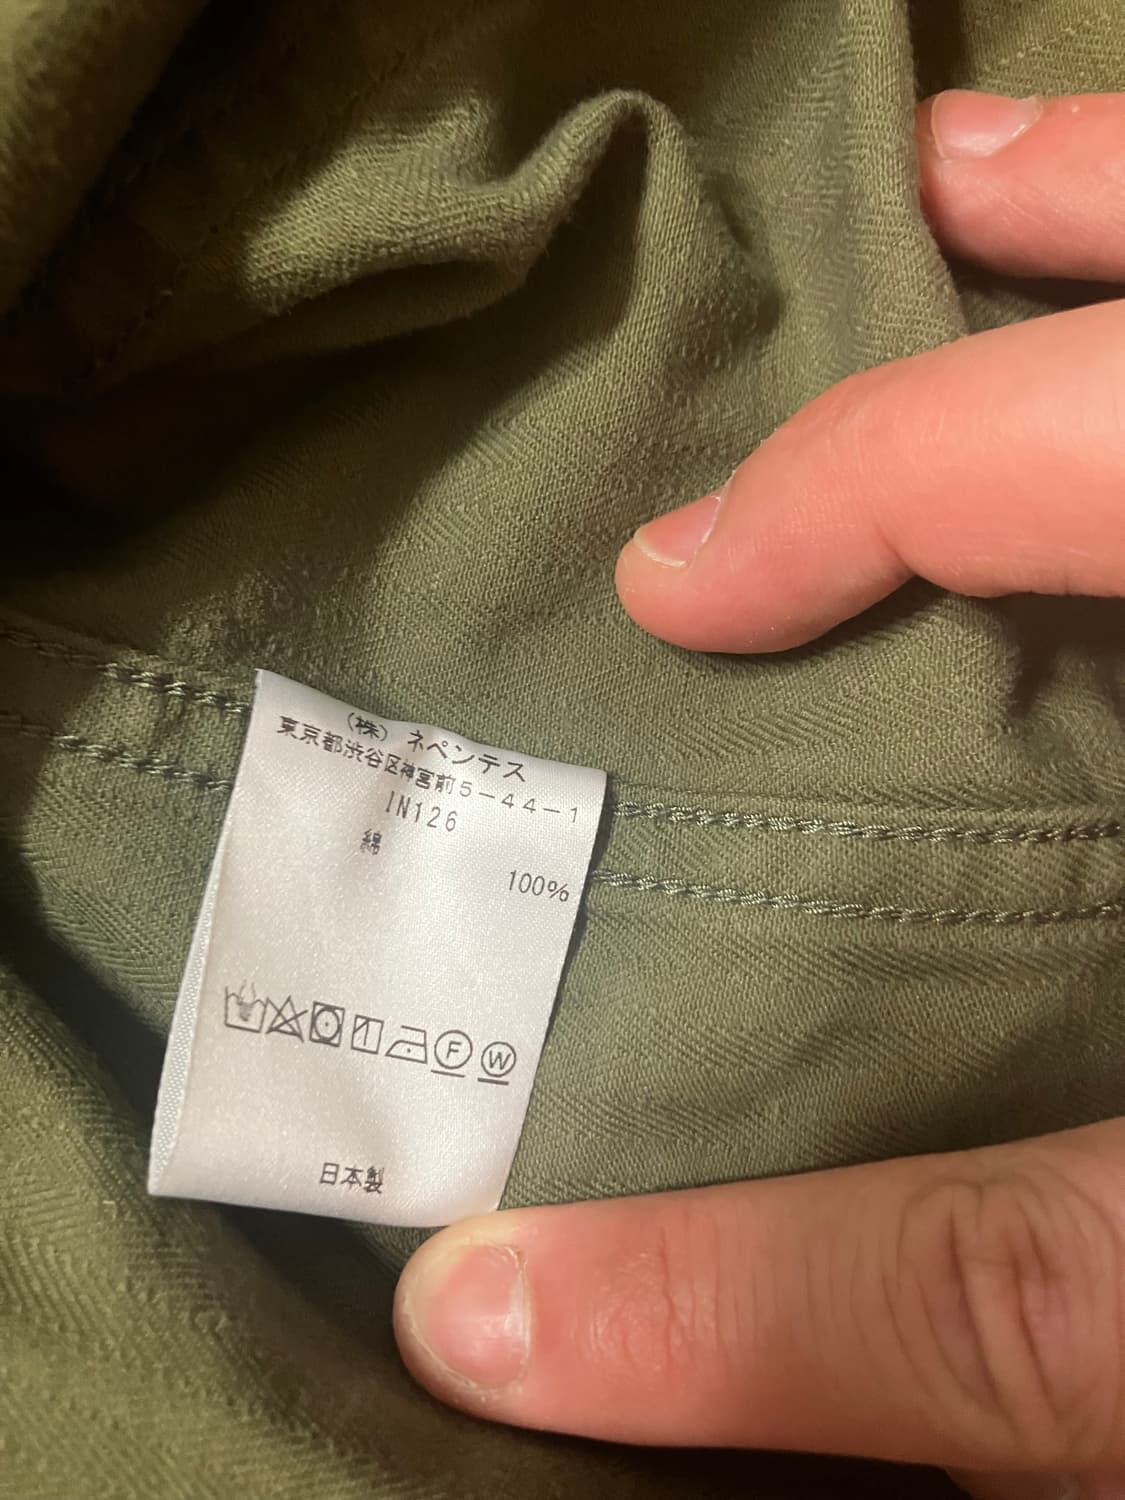 (株) ネペンテス
東京都渋谷区神宮前5-44-1
IN126
綿
100%
F W
日本製